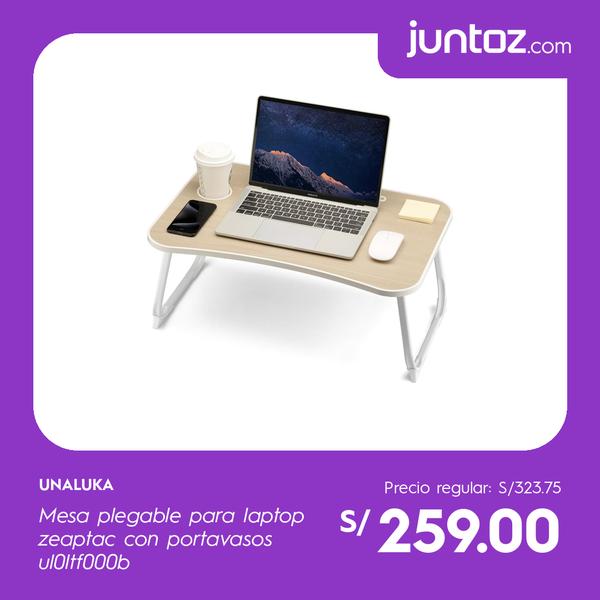 juntoz.com
UNALUKA
Mesa plegable para laptop
zeaptac con portavasos
ul0ltf000b
Precio regular: S/323.75
S/ 259.00